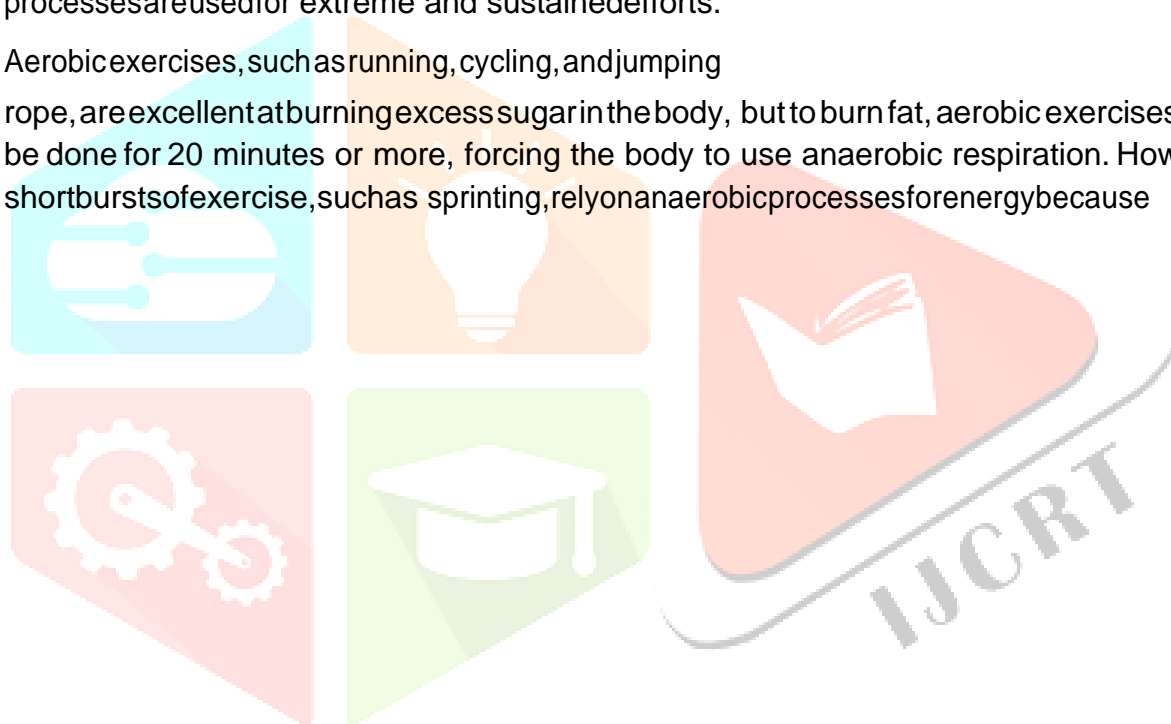 processesareusedfor extreme and sustainedefforts.
Aerobicexercises,suchasrunning,cycling,andjumping
rope,areexcellentatburningexcesssugarinthebody, buttoburnfat, aerobicexercises
be done for 20 minutes or more, forcing the body to use anaerobic respiration. How
shortburstsofexercise,suchas sprinting,relyonanaerobicprocessesforenergybecause
IJCRT